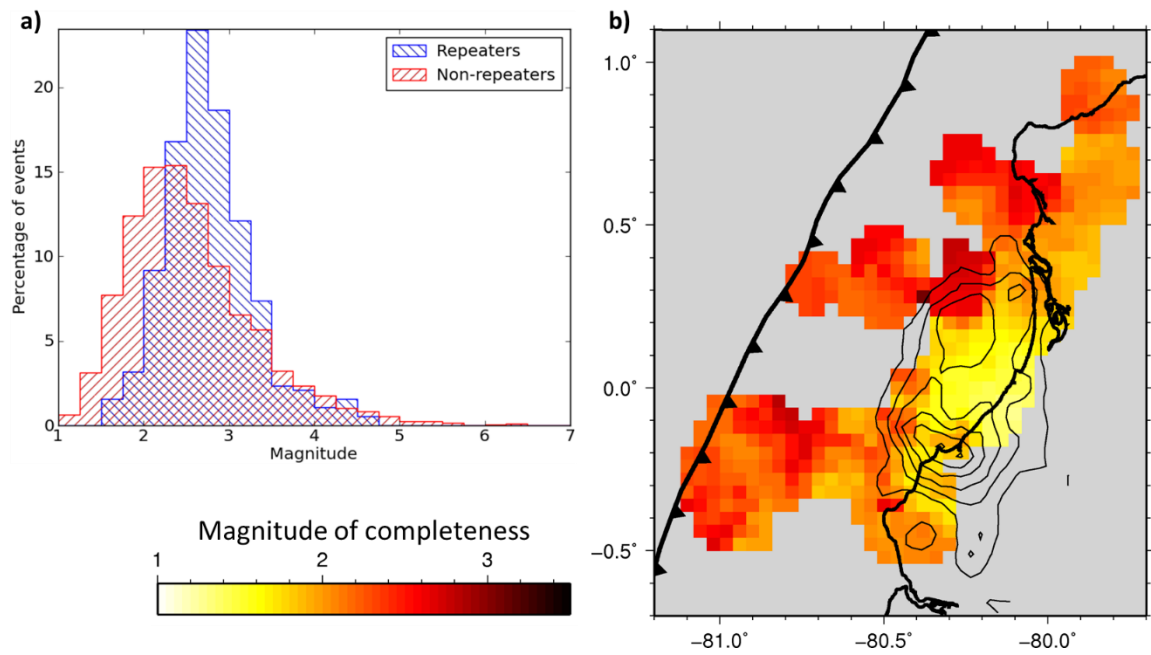 a)
Repeaters
Non-repeaters
Percentage of events
20
15
10
5
0
1 2 3 4 5 6 7
Magnitude
Magnitude of completeness
1 2 3
b)
1.0°
0.5°
0.0°
−0.5°
−81.0° −80.5° −80.0°